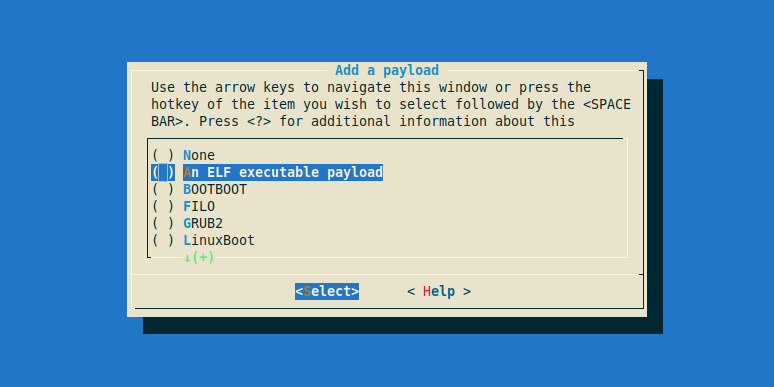 Add a payload
Use the arrow keys to navigate this window or press the
hotkey of the item you wish to select followed by the <SPACE
BAR>. Press <?> for additional information about this
( ) None
( ) An ELF executable payload
( ) BOOTBOOT
( ) FILO
( ) GRUB2
( ) LinuxBoot
↓(+)
<Select> < Help >